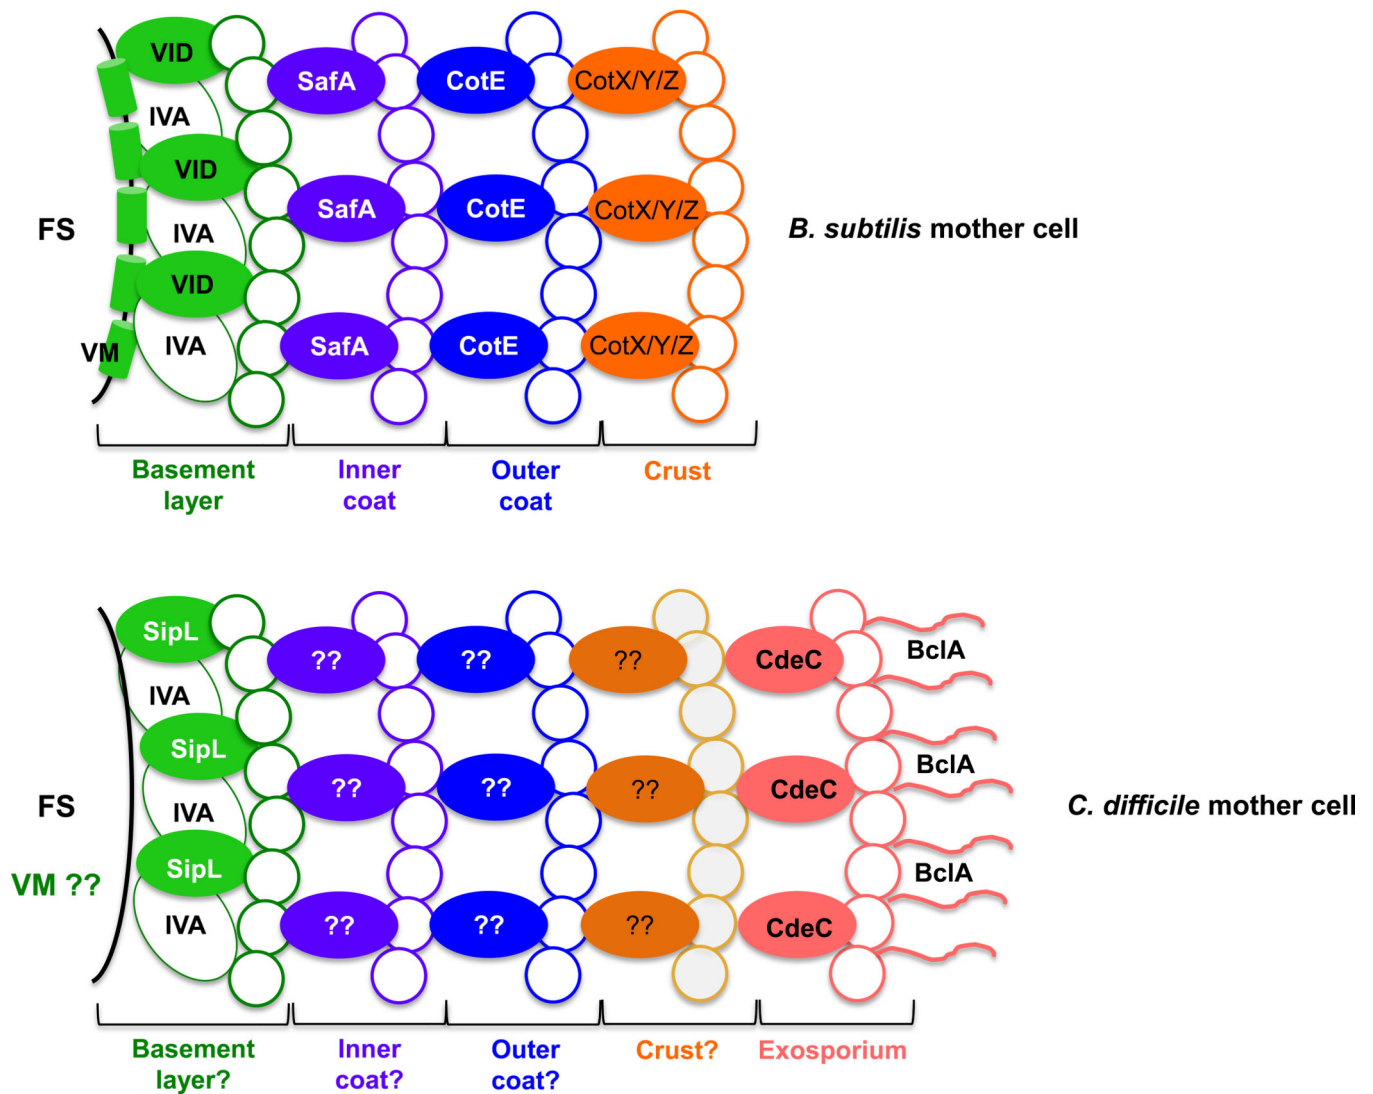 VID
SafA CotE CotX/Y/Z
IVA
VID
SafA CotE CotX/Y/Z
FS IVA B. subtilis mother cell
VID
VM IVA SafA CotE CotX/Y/Z
Basement Inner Outer Crust
layer coat coat
SipL
?? ?? ?? CdeC BclA
IVA
SipL
BclA
?? ?? ?? CdeC
FS IVA C. difficile mother cell
SipL BclA
VM ??
IVA ?? ?? ?? CdeC
Basement Inner Outer Crust? Exosporium
layer? coat? coat?